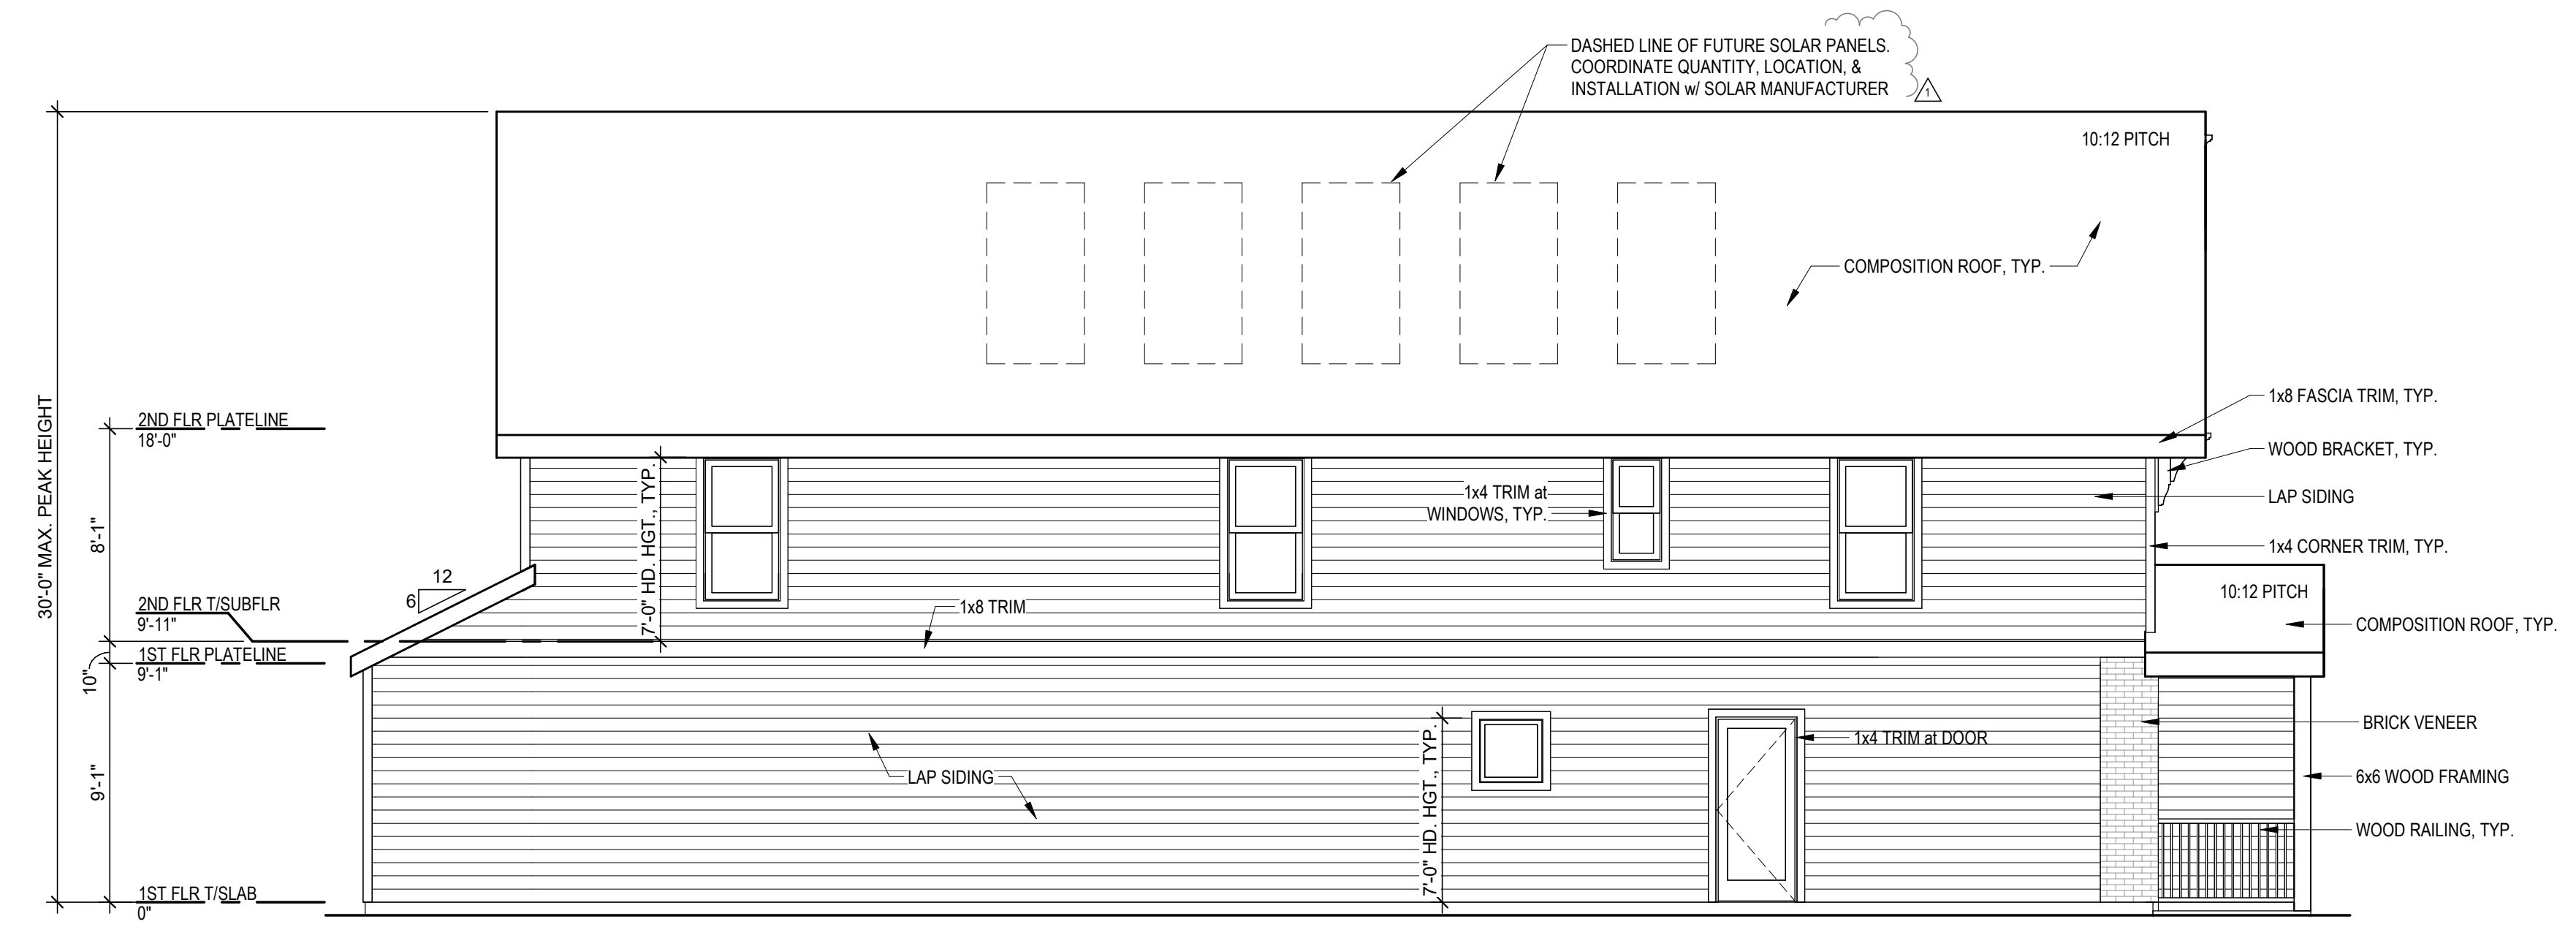 DASHED LINE OF FUTURE SOLAR PANELS.
COORDINATE QUANTITY, LOCATION, &
INSTALLATION w/ SOLAR MANUFACTURER
1
10:12 PITCH
COMPOSITION ROOF, TYP.
30'-0" MAX. PEAK HEIGHT
2ND FLR PLATELINE
18'-0"
8'-1"
2ND FLR T/SUBFLR
9'-11"
1ST FLR PLATELINE
9'-1"
10"
9'-1"
1ST FLR T/SLAB
0"
12
6
7'-0" HD. HGT., TYP.
1x4 TRIM at
WINDOWS, TYP.
1x8 TRIM
LAP SIDING
7'-0" HD. HGT., TYP.
1x4 TRIM at DOOR
1x8 FASCIA TRIM, TYP.
WOOD BRACKET, TYP.
LAP SIDING
1x4 CORNER TRIM, TYP.
10:12 PITCH
COMPOSITION ROOF, TYP.
BRICK VENEER
6x6 WOOD FRAMING
WOOD RAILING, TYP.